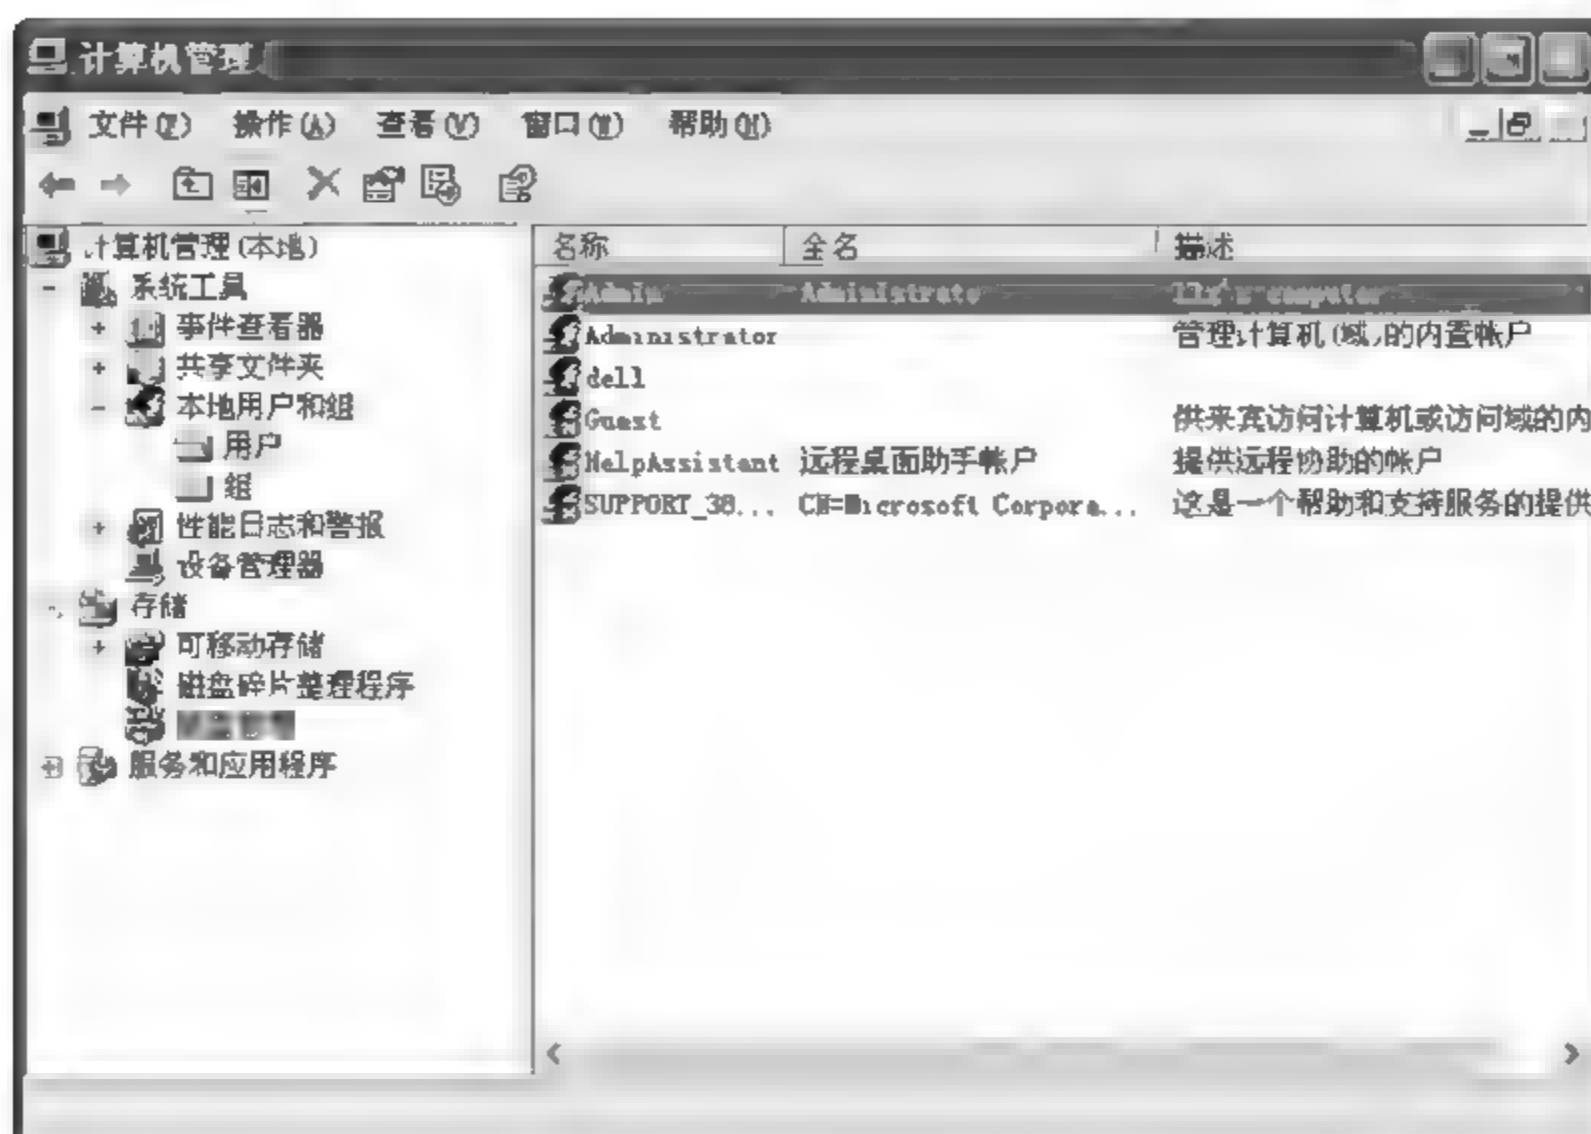 计算机管理
文件(F) 操作(A) 查看(V) 窗口(W) 帮助(H)
计算机管理(本地)
系统工具
事件查看器
共享文件夹
本地用户和组
用户
组
性能日志和警报
设备管理器
存储
可移动存储
磁盘碎片整理程序
服务和应用程序
名称 全名 描述
Admin Administrato
Administrator 管理计算机(域)的内置帐户
dell
Guest 供来宾访问计算机或访问域的内
HelpAssistant 远程桌面助手帐户 提供远程协助的帐户
SUPPORT_38... CN=Microsoft Corpora... 这是一个帮助和支持服务的提供